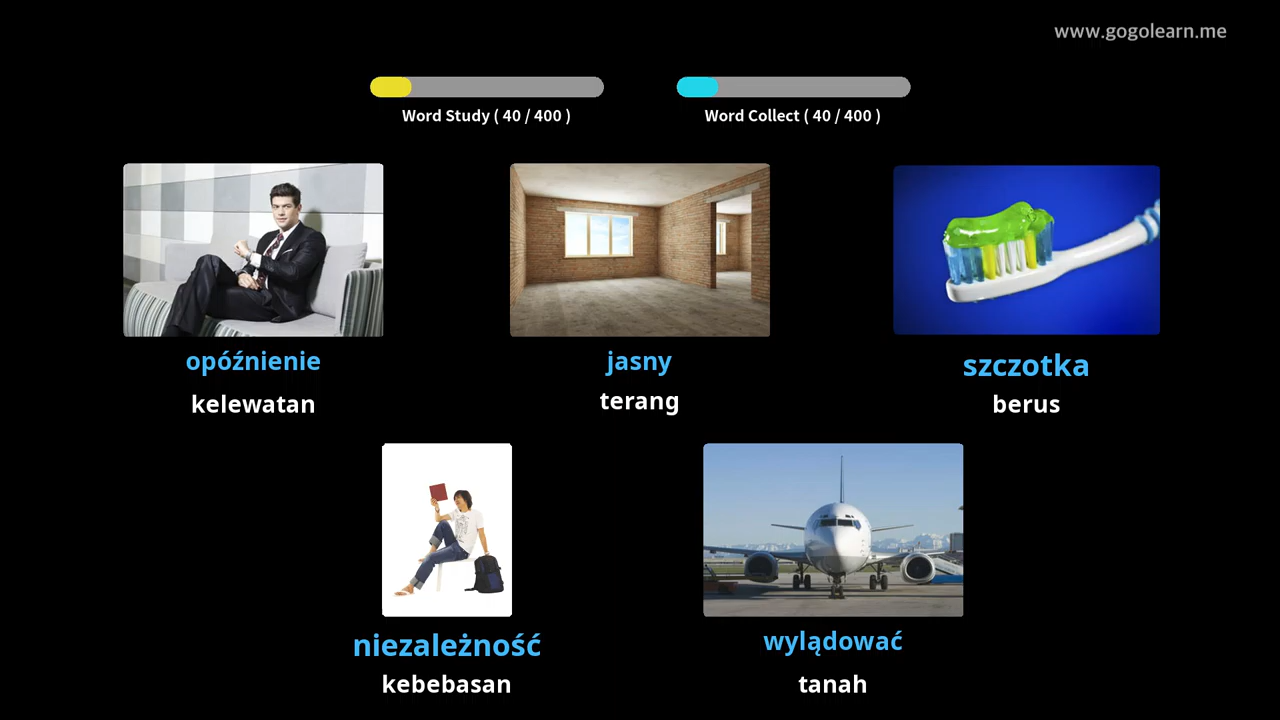 www.gogolearn.me
Word Study ( 40 / 400 )
Word Collect ( 40 / 400 )
opóźnienie
kelewatan
jasny
terang
szczotka
berus
niezależność
kebebasan
wylądować
tanah